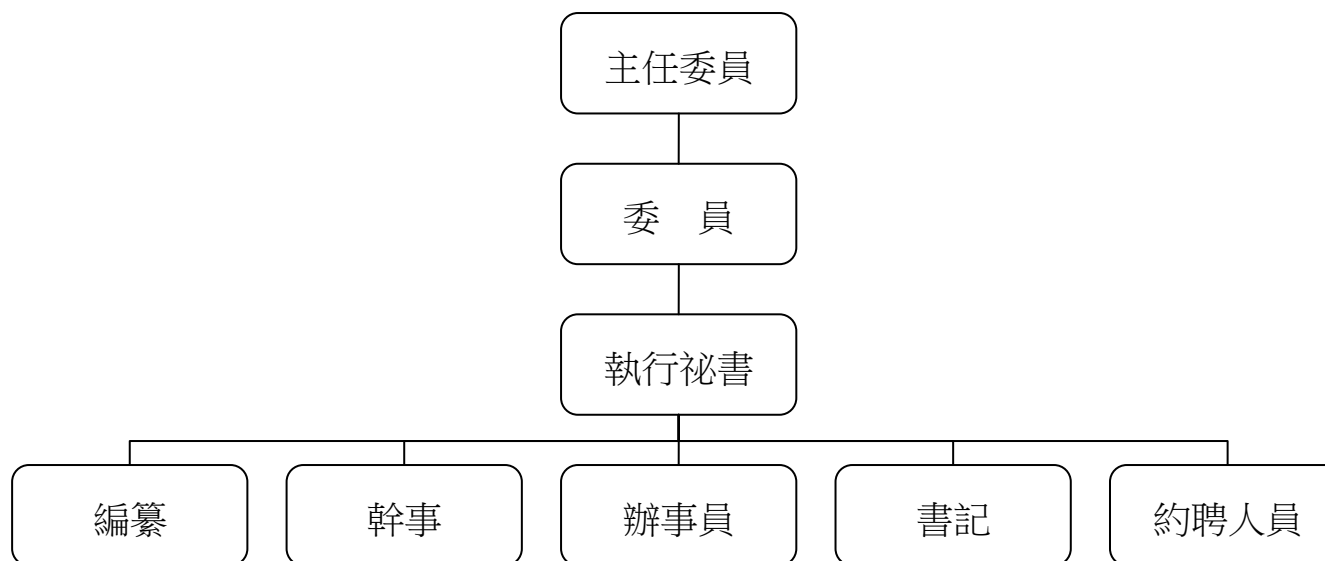 主任委員
委　員
執行祕書
編纂
幹事
辦事員
書記
約聘人員